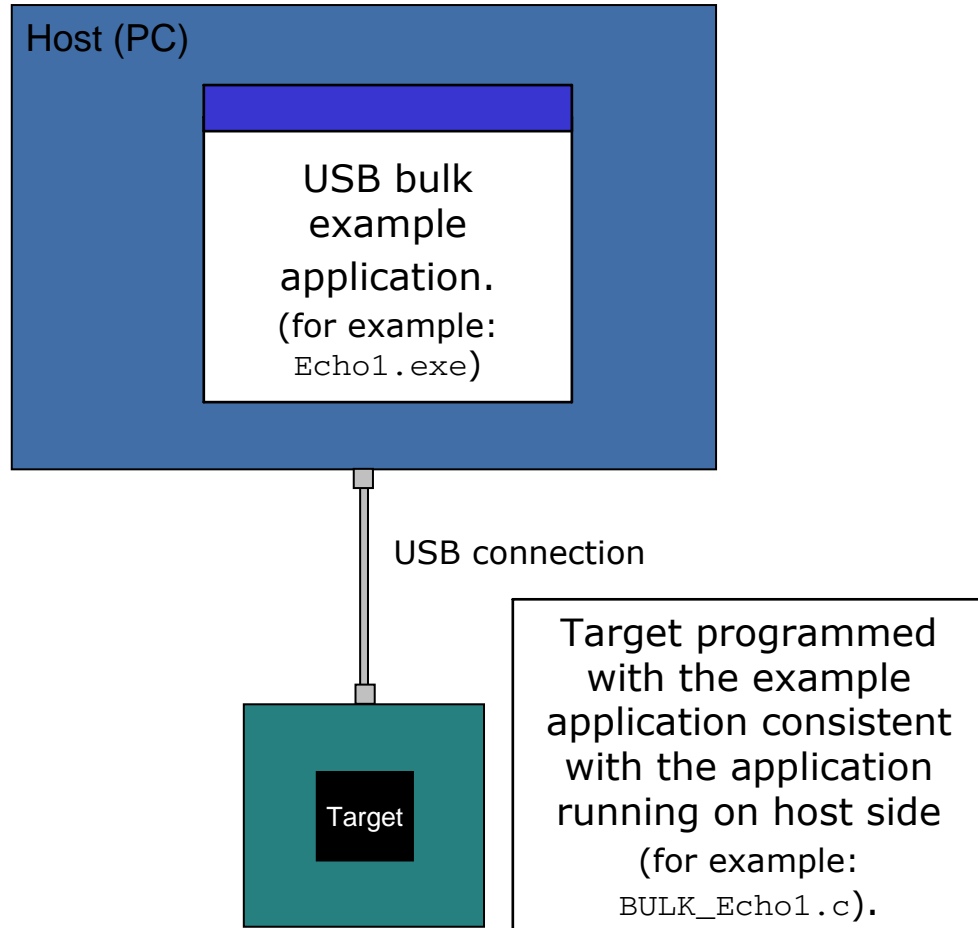 Host (PC)
USB bulk
example
application.
(for example:
Echo1.exe)
USB connection
Target programmed
with the example
application consistent
with the application
running on host side
(for example:
BULK_Echo1.c).
Target